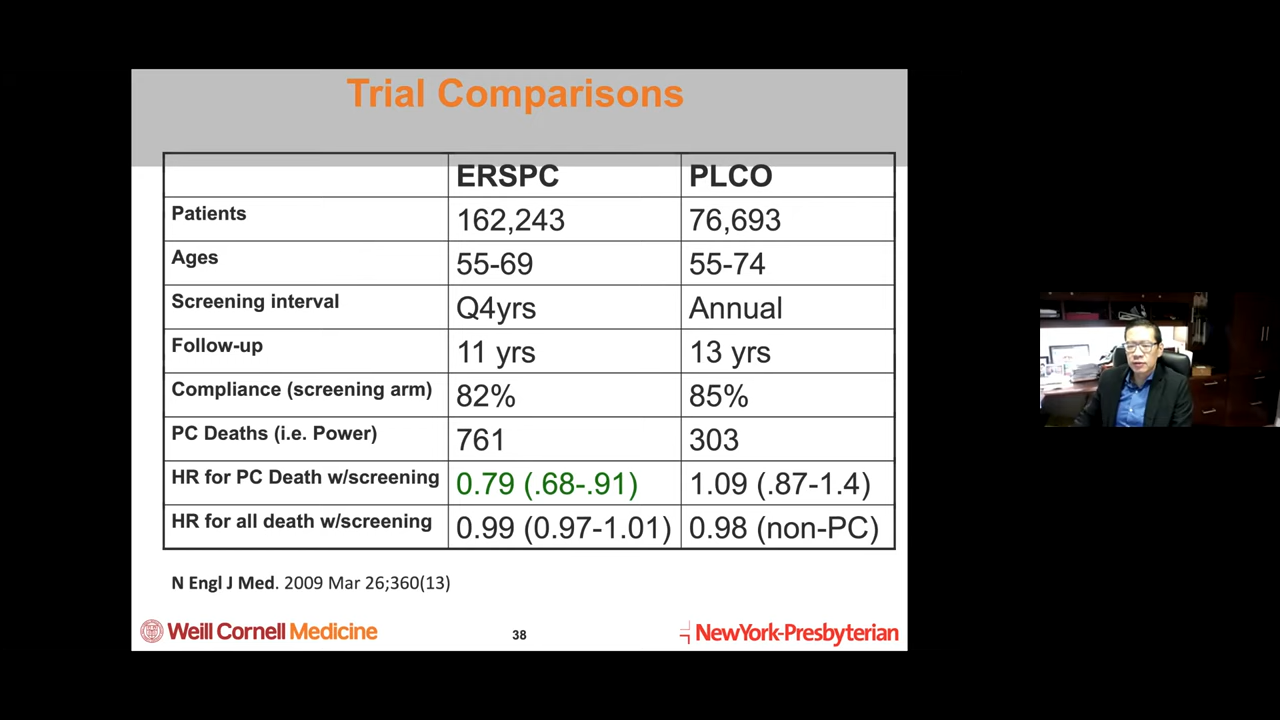 Trial Comparisons
ERSPC PLCO
Patients 162,243 76,693
Ages 55-69 55-74
Screening interval Q4yrs Annual
Follow-up 11 yrs 13 yrs
Compliance (screening arm) 82% 85%
PC Deaths (i.e. Power) 761 303
HR for PC Death w/screening 0.79 (.68-.91) 1.09 (.87-1.4)
HR for all death w/screening 0.99 (0.97-1.01) 0.98 (non-PC)
N Engl J Med. 2009 Mar 26;360(13)
Weill Cornell Medicine 38 NewYork-Presbyterian